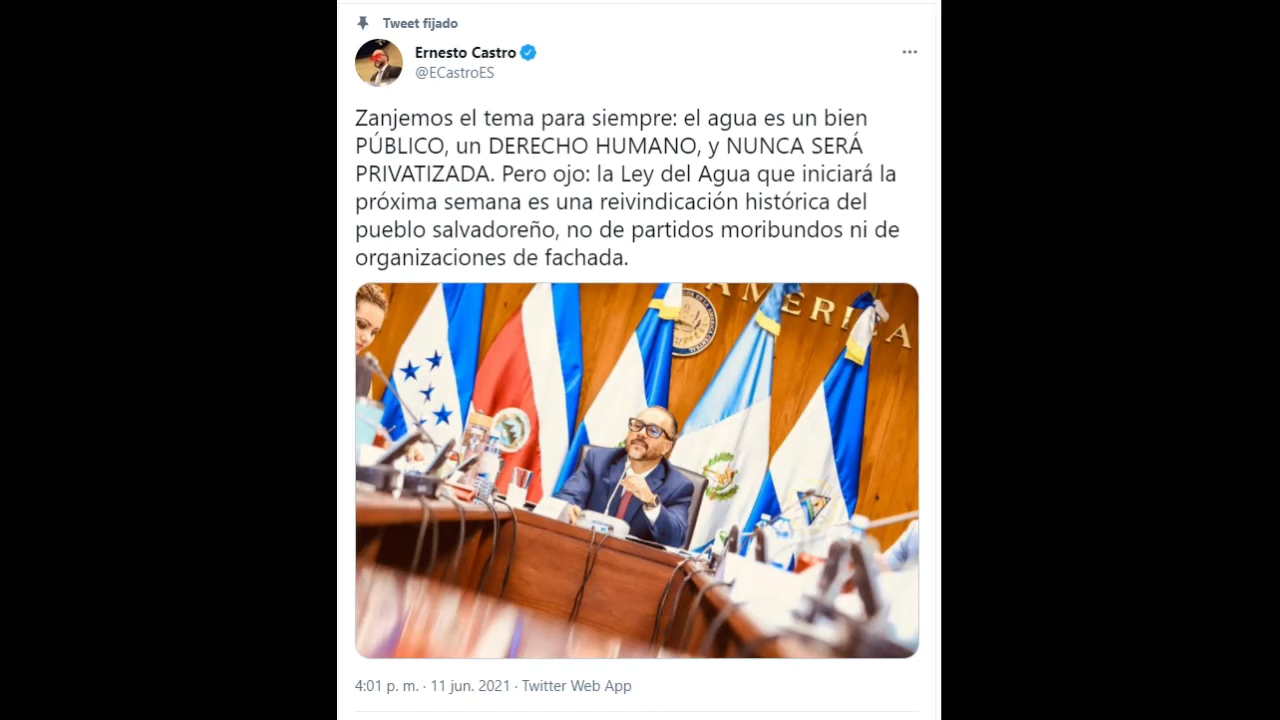 Tweet fijado
Ernesto Castro
@ECastroES
Zanjemos el tema para siempre: el agua es un bien
PÚBLICO, un DERECHO HUMANO, y NUNCA SERÁ
PRIVATIZADA. Pero ojo: la Ley del Agua que iniciará la
próxima semana es una reivindicación histórica del
pueblo salvadoreño, no de partidos moribundos ni de
organizaciones de fachada.
AMERICA
4:01 p. m. · 11 jun. 2021 · Twitter Web App